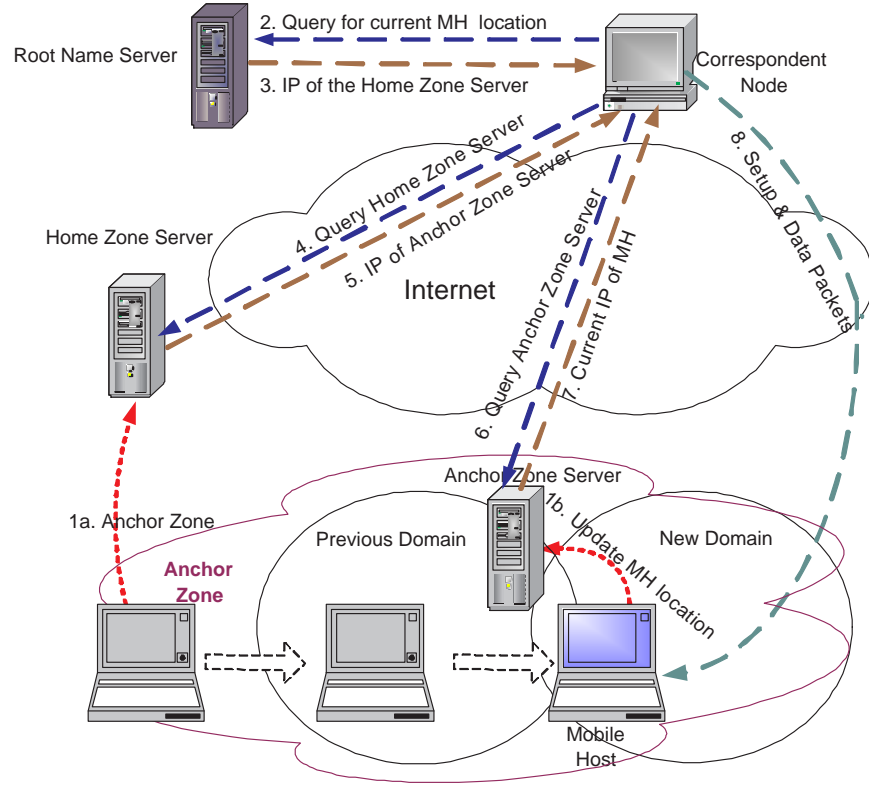 2. Query for current MH location
Root Name Server
3. IP of the Home Zone Server
Correspondent
Node
4. Query Home Zone Server
5. IP of Anchor Zone Server
8. Setup & Data Packets
Home Zone Server
Internet
6. Query Anchor Zone Server
7. Current IP of MH
Anchor Zone Server
1a. Anchor Zone
Previous Domain
1b. Update MH location
New Domain
Anchor
Zone
Mobile
Host